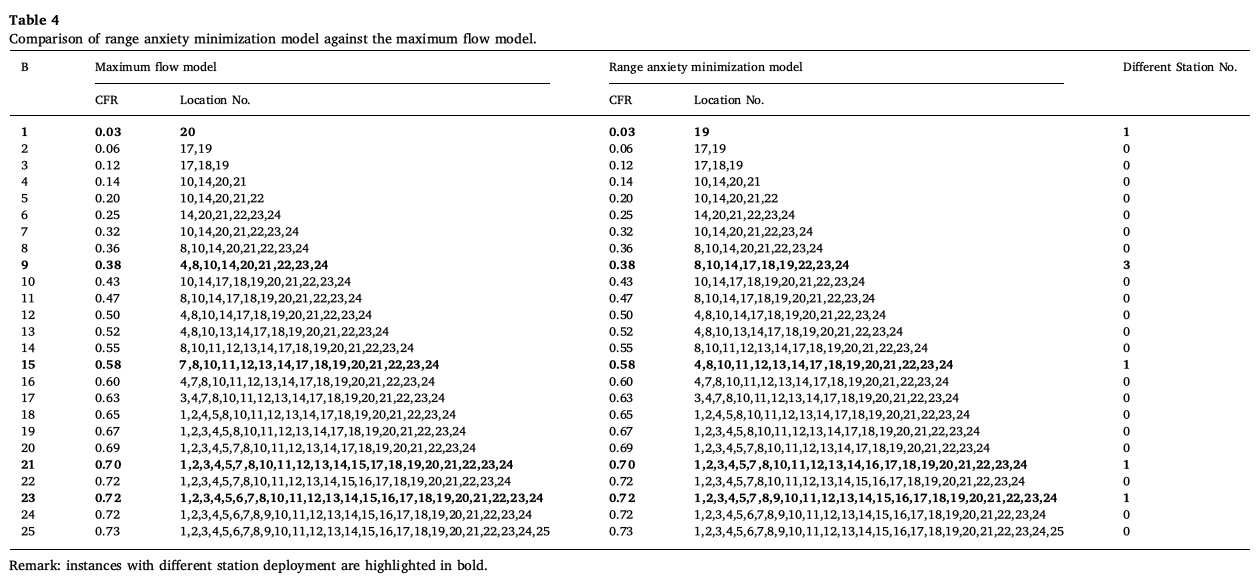 Table 4
Comparison of range anxiety minimization model against the maximum flow model.
B Maximum flow model Range anxiety minimization model Different Station No.
CFR Location No. CFR Location No.
1 0.03 20 0.03 19 1
2 0.06 17,19 0.06 17,19 0
3 0.12 17,18,19 0.12 17,18,19 0
4 0.14 10,14,20,21 0.14 10,14,20,21 0
5 0.20 10,14,20,21,22 0.20 10,14,20,21,22 0
6 0.25 14,20,21,22,23,24 0.25 14,20,21,22,23,24 0
7 0.32 10,14,20,21,22,23,24 0.32 10,14,20,21,22,23,24 0
8 0.36 8,10,14,20,21,22,23,24 0.36 8,10,14,20,21,22,23,24 0
9 0.38 4,8,10,14,20,21,22,23,24 0.38 8,10,14,17,18,19,22,23,24 3
10 0.43 10,14,17,18,19,20,21,22,23,24 0.43 10,14,17,18,19,20,21,22,23,24 0
11 0.47 8,10,14,17,18,19,20,21,22,23,24 0.47 8,10,14,17,18,19,20,21,22,23,24 0
12 0.50 4,8,10,14,17,18,19,20,21,22,23,24 0.50 4,8,10,14,17,18,19,20,21,22,23,24 0
13 0.52 4,8,10,13,14,17,18,19,20,21,22,23,24 0.52 4,8,10,13,14,17,18,19,20,21,22,23,24 0
14 0.55 8,10,11,12,13,14,17,18,19,20,21,22,23,24 0.55 8,10,11,12,13,14,17,18,19,20,21,22,23,24 0
15 0.58 7,8,10,11,12,13,14,17,18,19,20,21,22,23,24 0.58 4,8,10,11,12,13,14,17,18,19,20,21,22,23,24 1
16 0.60 4,7,8,10,11,12,13,14,17,18,19,20,21,22,23,24 0.60 4,7,8,10,11,12,13,14,17,18,19,20,21,22,23,24 0
17 0.63 3,4,7,8,10,11,12,13,14,17,18,19,20,21,22,23,24 0.63 3,4,7,8,10,11,12,13,14,17,18,19,20,21,22,23,24 0
18 0.65 1,2,4,5,8,10,11,12,13,14,17,18,19,20,21,22,23,24 0.65 1,2,4,5,8,10,11,12,13,14,17,18,19,20,21,22,23,24 0
19 0.67 1,2,3,4,5,8,10,11,12,13,14,17,18,19,20,21,22,23,24 0.67 1,2,3,4,5,8,10,11,12,13,14,17,18,19,20,21,22,23,24 0
20 0.69 1,2,3,4,5,7,8,10,11,12,13,14,17,18,19,20,21,22,23,24 0.69 1,2,3,4,5,7,8,10,11,12,13,14,17,18,19,20,21,22,23,24 0
21 0.70 1,2,3,4,5,7,8,10,11,12,13,14,15,17,18,19,20,21,22,23,24 0.70 1,2,3,4,5,7,8,10,11,12,13,14,16,17,18,19,20,21,22,23,24 1
22 0.72 1,2,3,4,5,7,8,10,11,12,13,14,15,16,17,18,19,20,21,22,23,24 0.72 1,2,3,4,5,7,8,10,11,12,13,14,15,16,17,18,19,20,21,22,23,24 0
23 0.72 1,2,3,4,5,6,7,8,10,11,12,13,14,15,16,17,18,19,20,21,22,23,24 0.72 1,2,3,4,5,7,8,9,10,11,12,13,14,15,16,17,18,19,20,21,22,23,24 1
24 0.72 1,2,3,4,5,6,7,8,9,10,11,12,13,14,15,16,17,18,19,20,21,22,23,24 0.72 1,2,3,4,5,6,7,8,9,10,11,12,13,14,15,16,17,18,19,20,21,22,23,24 0
25 0.73 1,2,3,4,5,6,7,8,9,10,11,12,13,14,15,16,17,18,19,20,21,22,23,24,25 0.73 1,2,3,4,5,6,7,8,9,10,11,12,13,14,15,16,17,18,19,20,21,22,23,24,25 0
Remark: instances with different station deployment are highlighted in bold.